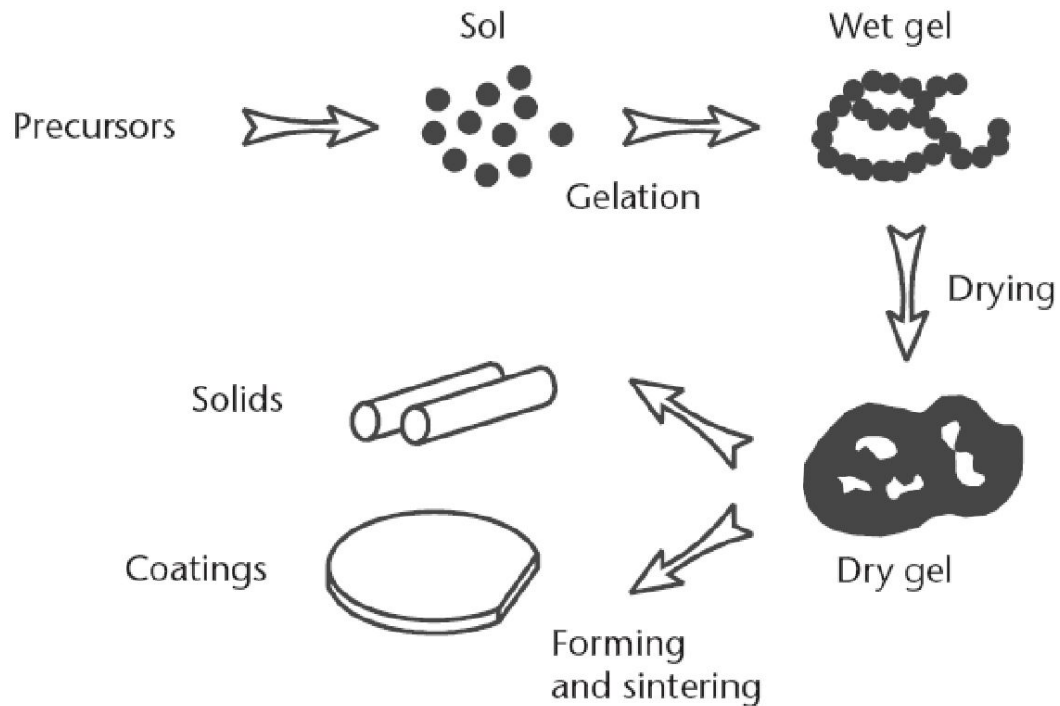 Sol
Wet gel
Precursors
Gelation
Drying
Solids
Coatings
Dry gel
Forming
and sintering